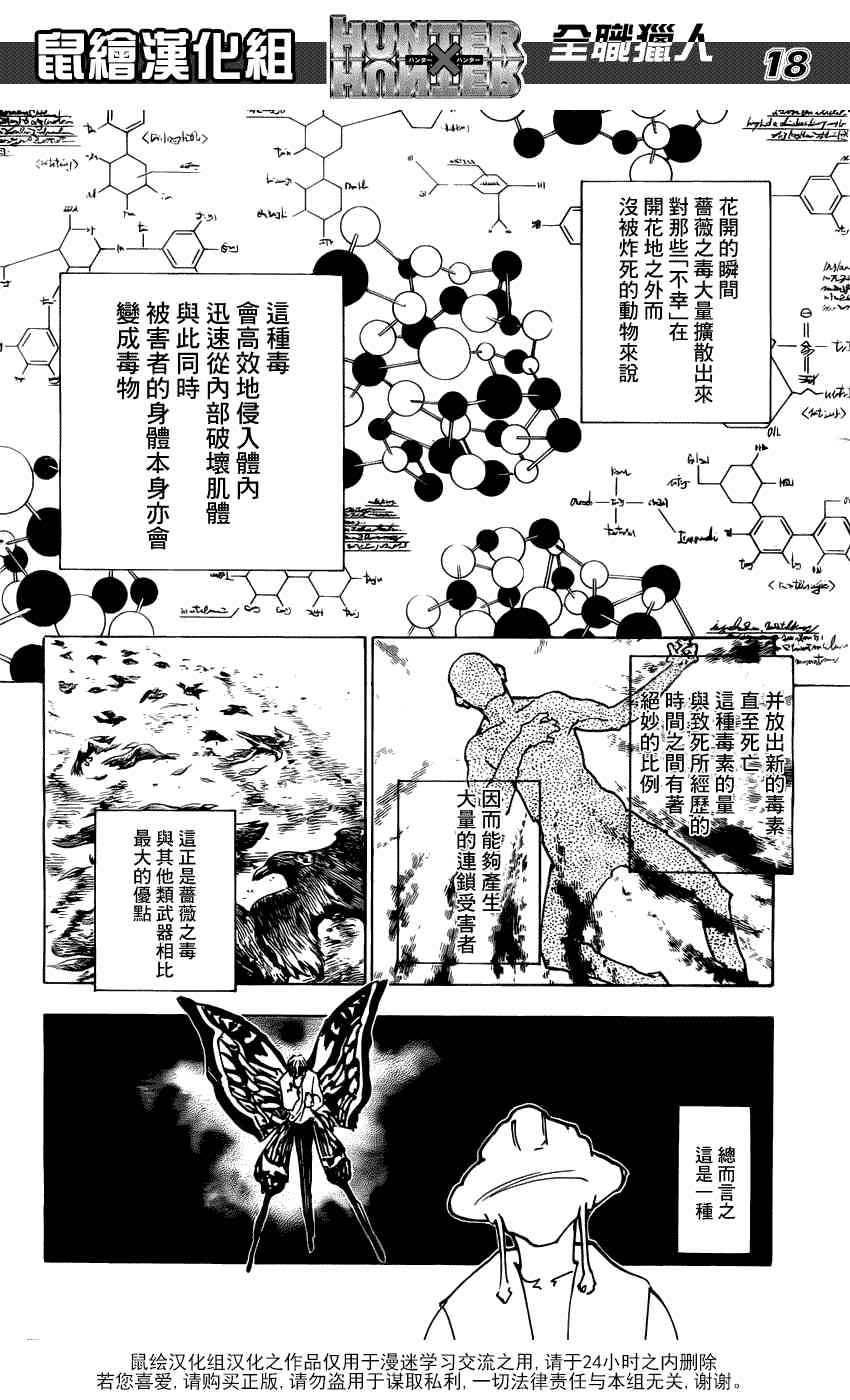 鼠繪漢化組
HUNTER×HUNTER
ハンター
ハンター
全職獵人
18
花開的瞬間
薔薇之毒大量擴散出來
對那些「不幸」在
開花地之外而
沒被炸死的動物來說
這種毒
會高效地侵入體內
迅速從內部破壞肌體
與此同時
被害者的身體本身亦會
變成毒物
并放出新的毒素
直至死亡
這種毒素的量
與致死所經歷的
時間之間有著
絕妙的比例
因而能夠產生
大量的連鎖受害者
這正是薔薇之毒
與其他類武器相比
最大的優點
總而言之
這是一種
鼠绘汉化组汉化之作品仅用于漫迷学习交流之用, 请于24小时之内删除
若您喜爱, 请购买正版, 请勿盗用于谋取私利, 一切法律责任与本组无关, 谢谢。